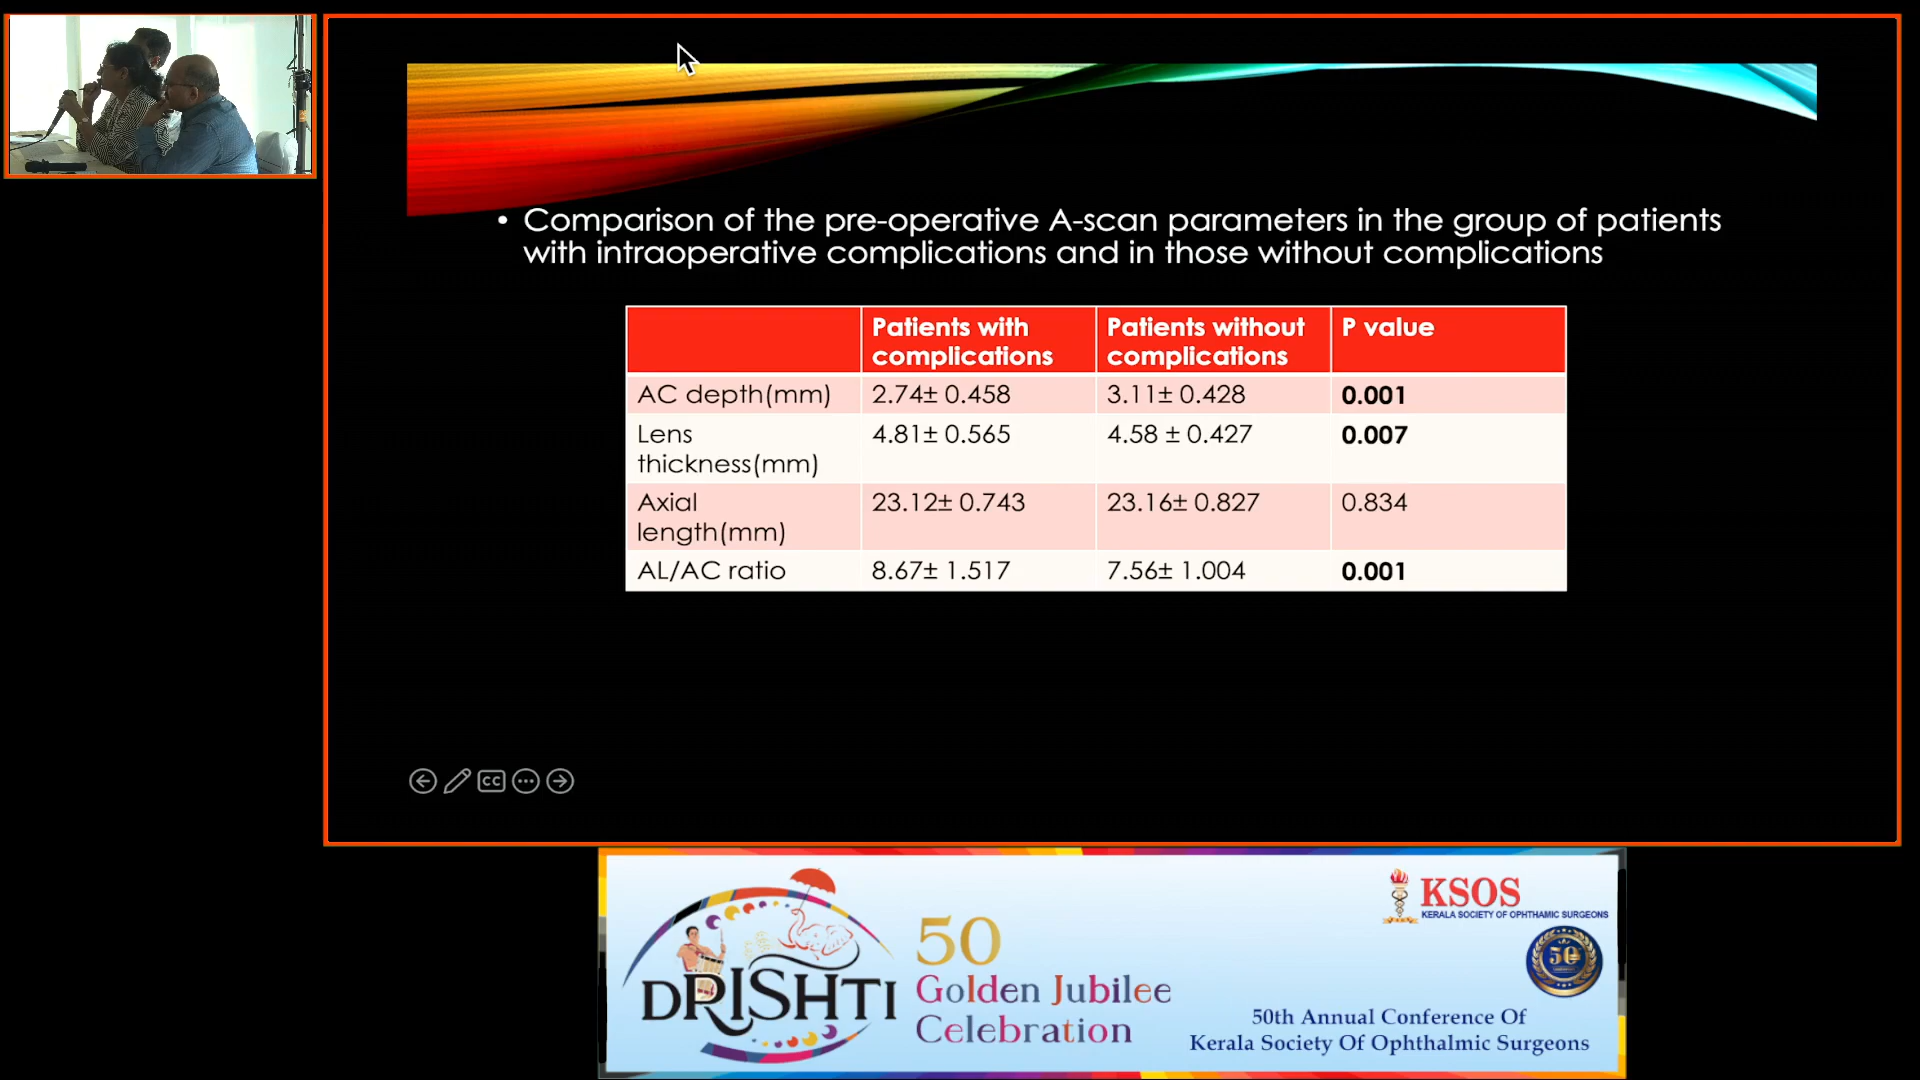 • Comparison of the pre-operative A-scan parameters in the group of patients
with intraoperative complications and in those without complications
Patients with
complications
Patients without
complications
P value
AC depth(mm)
2.74± 0.458
3.11± 0.428
0.001
Lens
thickness(mm)
4.81± 0.565
4.58 ± 0.427
0.007
Axial
length(mm)
23.12± 0.743
23.16± 0.827
0.834
AL/AC ratio
8.67± 1.517
7.56± 1.004
0.001
CC
DRISHTI
50
Golden Jubilee
Celebration
KSOS
KERALA SOCIETY OF OPHTHAMIC SURGEONS
50
50th Annual Conference Of
Kerala Society Of Ophthalmic Surgeons